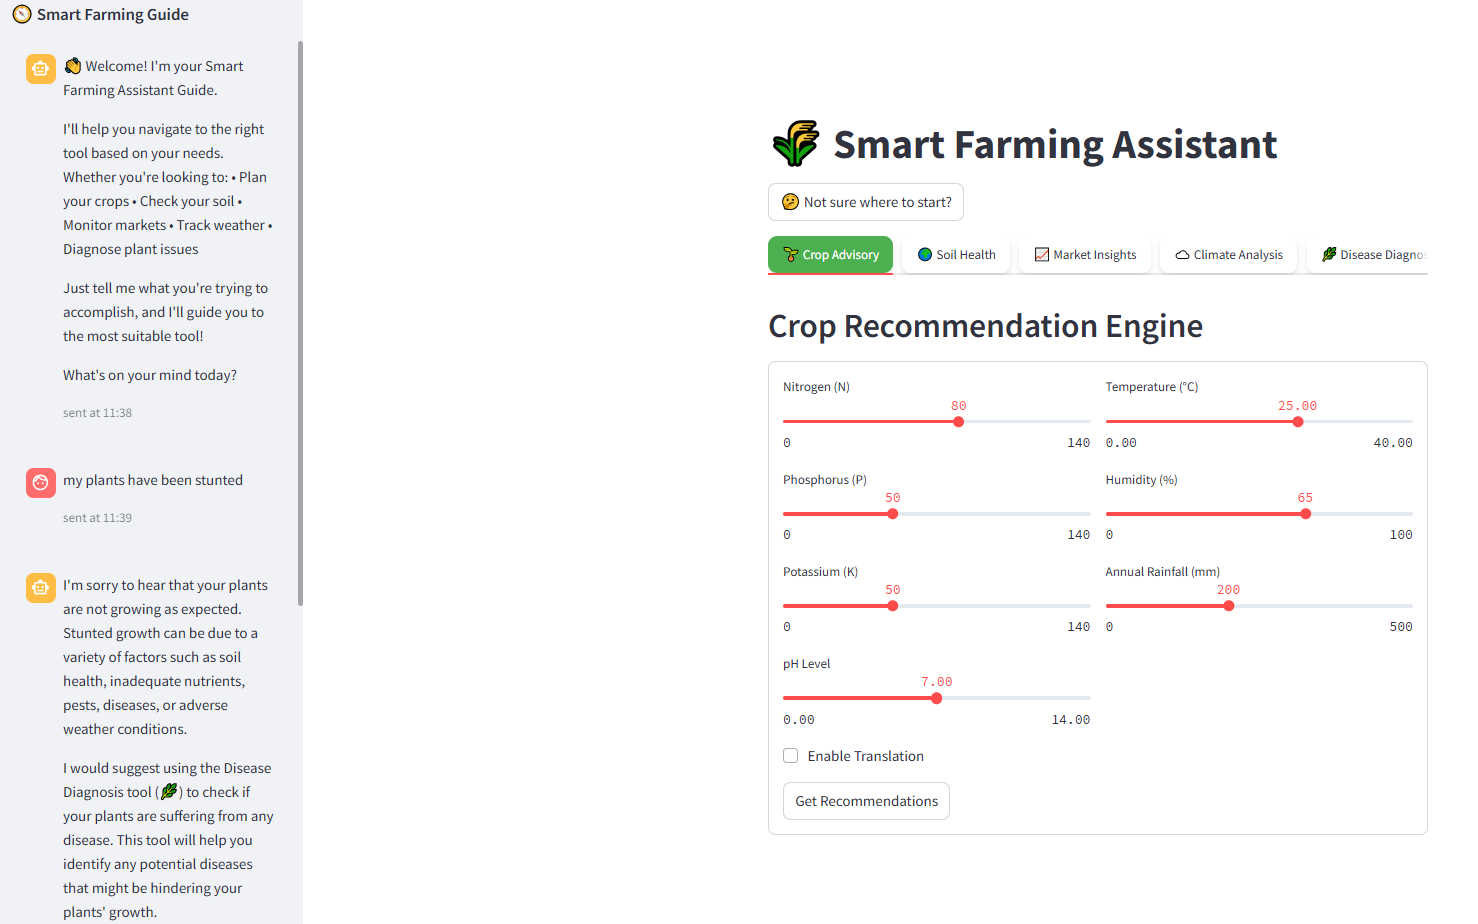 Smart Farming Guide
👋 Welcome! I'm your Smart
Farming Assistant Guide.
I'll help you navigate to the right
tool based on your needs.
Whether you're looking to: • Plan
your crops • Check your soil •
Monitor markets • Track weather •
Diagnose plant issues
Just tell me what you're trying to
accomplish, and I'll guide you to
the most suitable tool!
What's on your mind today?
sent at 11:38
my plants have been stunted
sent at 11:39
I'm sorry to hear that your plants
are not growing as expected.
Stunted growth can be due to a
variety of factors such as soil
health, inadequate nutrients,
pests, diseases, or adverse
weather conditions.
I would suggest using the Disease
Diagnosis tool (🌿) to check if
your plants are suffering from any
disease. This tool will help you
identify any potential diseases
that might be hindering your
plants' growth.
Smart Farming Assistant
🤔 Not sure where to start?
Crop Advisory
Soil Health
Market Insights
Climate Analysis
Disease Diagno
Crop Recommendation Engine
Nitrogen (N)
80
0 140
Phosphorus (P)
50
0 140
Potassium (K)
50
0 140
pH Level
7.00
0.00 14.00
Temperature (°C)
25.00
0.00 40.00
Humidity (%)
65
0 100
Annual Rainfall (mm)
200
0 500
Enable Translation
Get Recommendations